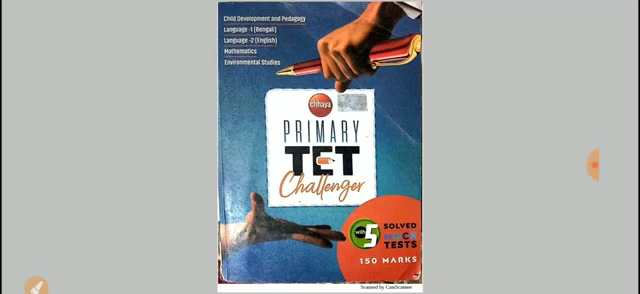 Child Development and Pedagogy
Language -1 (Bengali)
Language -2 (English)
Mathematics
Environmental Studies
chhaya
PRIMARY
TET
Challenger
with 5 SOLVED
MOCK
TESTS
150 MARKS
Scanned by CamScanner